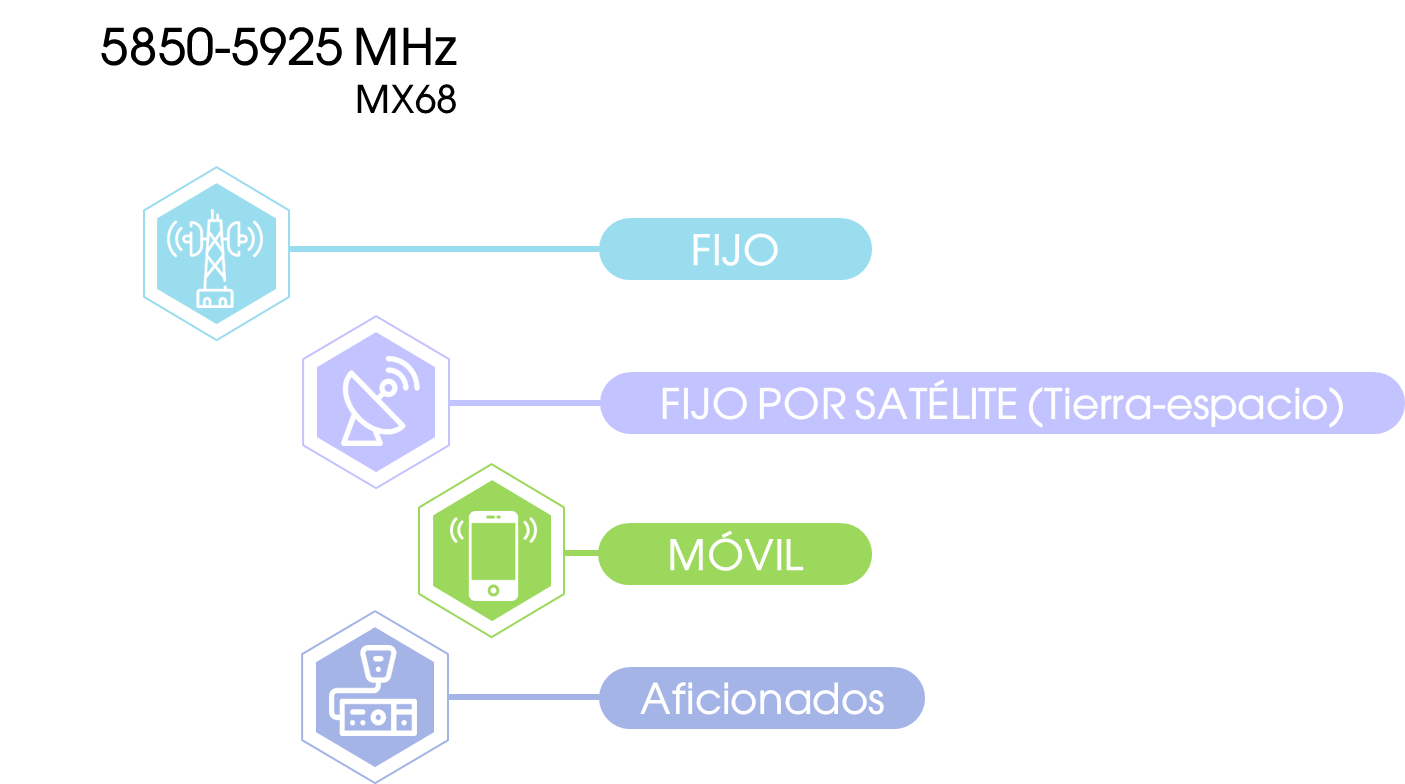 5850-5925 MHz
MX68
FIJO
FIJO POR SATÉLITE (Tierra-espacio)
MÓVIL
Aficionados